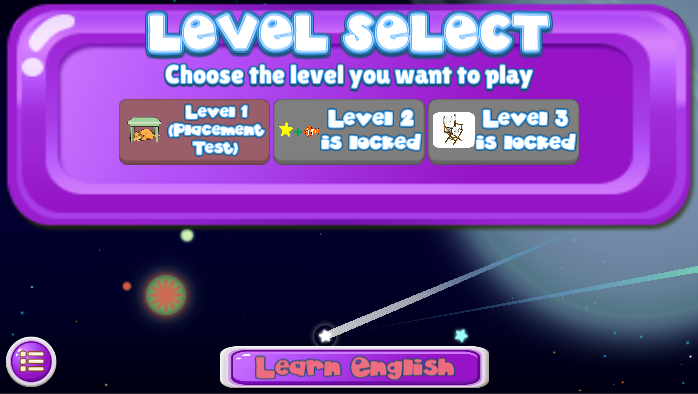 Level Select
Choose the level you want to play
Level 1
(Placement
Test)
Level 2
is locked
Level 3
is locked
Learn English